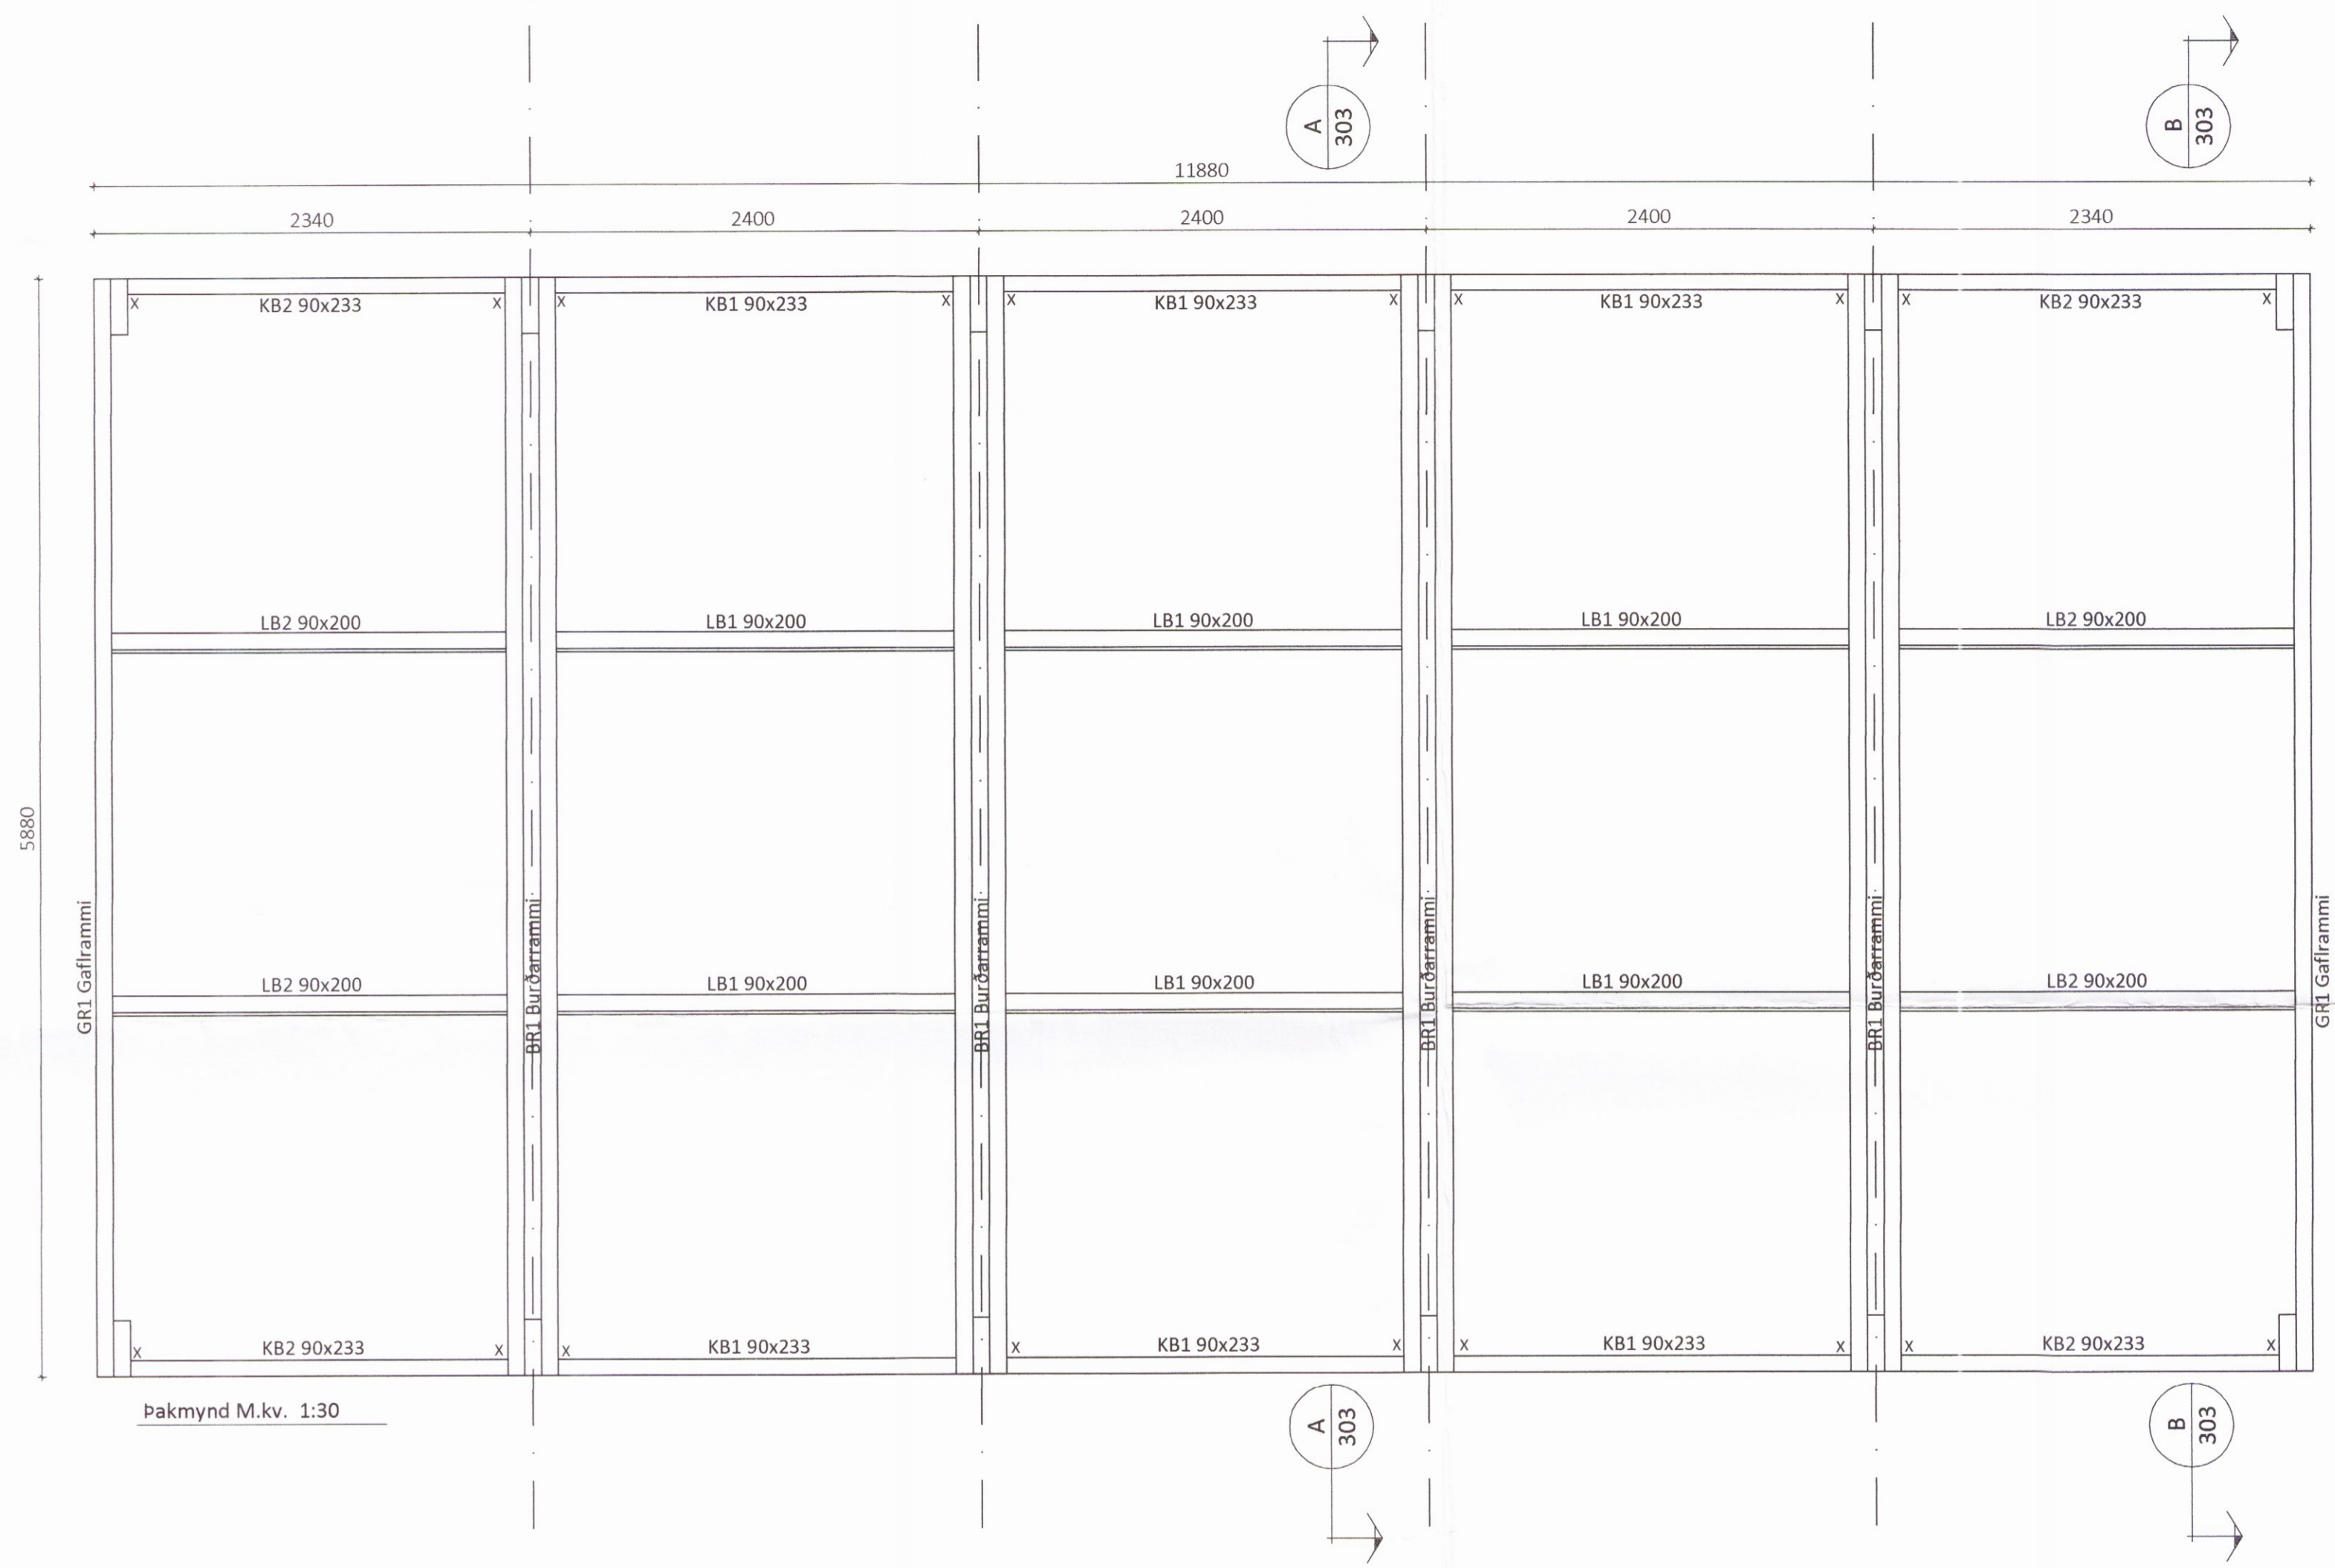 A
303
B
303
11880
2340
2400
2400
2400
2340
X KB2 90x233 X
X KB1 90x233 X
X KB1 90x233 X
X KB1 90x233 X
X KB2 90x233 X
LB2 90x200
LB1 90x200
LB1 90x200
LB1 90x200
LB2 90x200
5880
GR1 Gaflrammi
BR1 Burðarrammi
BR1 Burðarrammi
BR1 Burðarrammi
BR1 Burðarrammi
GR1 Gaflrammi
LB2 90x200
LB1 90x200
LB1 90x200
LB1 90x200
LB2 90x200
X KB2 90x233 X
X KB1 90x233
X KB1 90x233 X
X KB1 90x233 X
X KB2 90x233 X
Þakmynd M.kv. 1:30
A
303
B
303